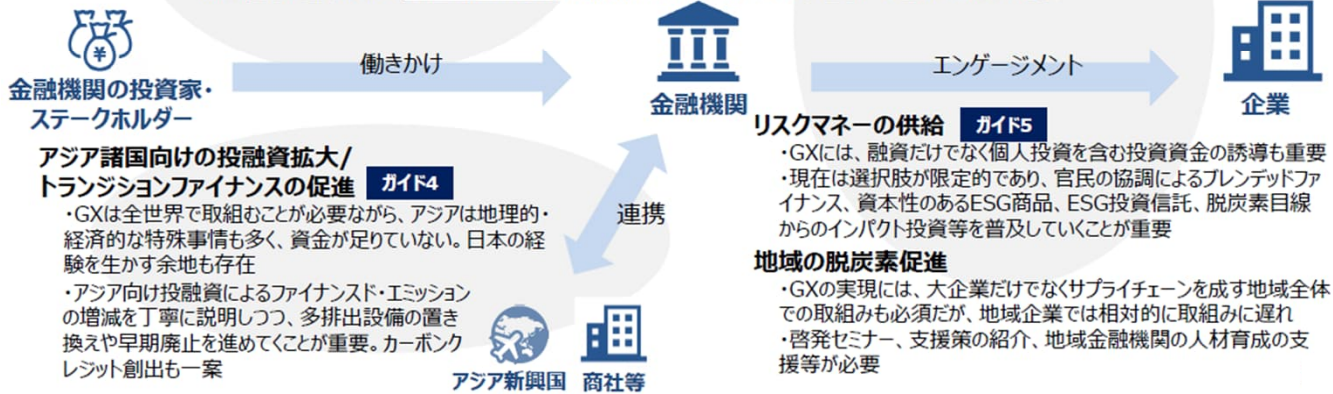 働きかけ
エンゲージメント
金融機関の投資家・
ステークホルダー
金融機関
企業
アジア諸国向けの投融資拡大/
トランジションファイナンスの促進 ガイド4
・GXは全世界で取組むことが必要ながら、アジアは地理的・
経済的な特殊事情も多く、資金が足りていない。日本の経
験を生かす余地も存在
・アジア向け投融資によるファイナンスド・エミッション
の増減を丁寧に説明しつつ、多排出設備の置き
換えや早期廃止を進めてくことが重要。カーボンク
レジット創出も一案
連携
アジア新興国
商社等
リスクマネーの供給 ガイド5
・GXには、融資だけでなく個人投資を含む投資資金の誘導も重要
・現在は選択肢が限定的であり、官民の協調によるブレンデッドファ
イナンス、資本性のあるESG商品、ESG投資信託、脱炭素目線
からのインパクト投資等を普及していくことが重要
地域の脱炭素促進
・GXの実現には、大企業だけでなくサプライチェーンを成す地域全体
での取組みも必須だが、地域企業では相対的に取組みに遅れ
・啓発セミナー、支援策の紹介、地域金融機関の人材育成の支
援等が必要